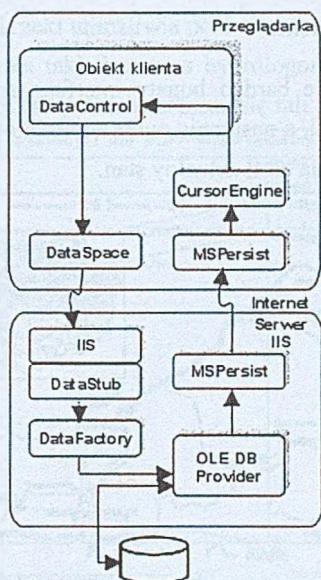 Przeglądarka
Obiekt klienta
DataControl
CursorEngine
DataSpace
MSPersist
Internet
Serwer
IIS
IIS
DataStub
MSPersist
DataFactory
OLE DB
Provider